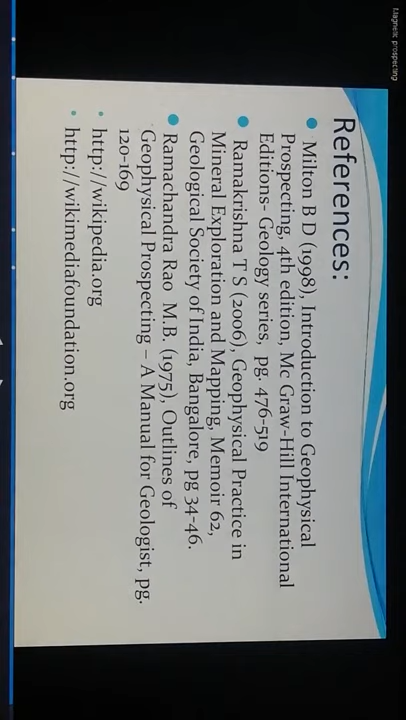 Magnetic prospecting
References:
• Milton B D (1998), Introduction to Geophysical
Prospecting, 4th edition, Mc Graw-Hill International
Editions- Geology series, pg. 476-519
• Ramakrishna T S (2006), Geophysical Practice in
Mineral Exploration and Mapping, Memoir 62,
Geological Society of India, Bangalore, pg 34-46.
• Ramachandra Rao M.B. (1975), Outlines of
Geophysical Prospecting – A Manual for Geologist, pg.
120-169
• http://wikipedia.org
• http://wikimediafoundation.org